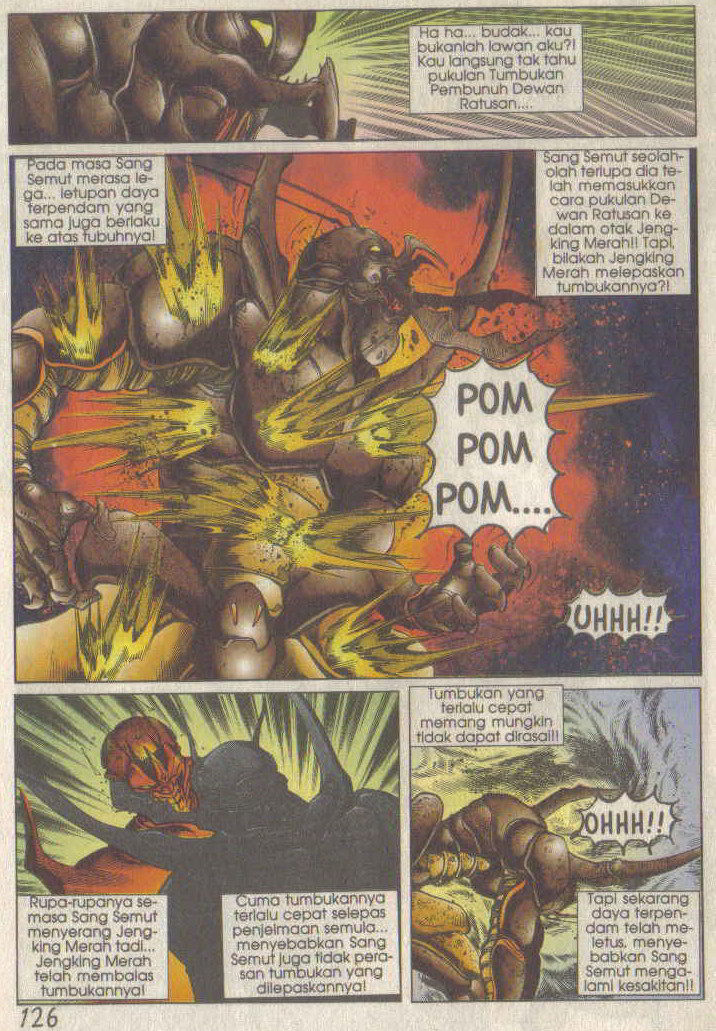 Ha ha... budak... kau
bukanlah lawan aku?!
Kau langsung tak tahu
pukulan Tumbukan
Pembunuh Dewan
Ratusan....
Pada masa Sang
Semut merasa le-
ga... letupan daya
terpendam yang
sama juga berlaku
ke atas tubuhnya!
Sang Semut seolah-
olah terlupa dia te-
lah memasukkan
cara pukulan De-
wan Ratusan ke
dalam otak Jeng-
king Merah!! Tapi,
bilakah Jengking
Merah melepaskan
tumbukannya?!
POM
POM
POM....
UHHH!!
Rupa-rupanya se-
masa Sang Semut
menyerang Jeng-
king Merah tadi...
Jengking Merah
telah membalas
tumbukannya!
Cuma tumbukannya
terlalu cepat selepas
penjelmaan semula...
menyebabkan Sang
Semut juga tidak pera-
san tumbukan yang
dilepaskannya!!
Tumbukan yang
terlalu cepat
memang mungkin
tidak dapat dirasai!!
OHHH!!
Tapi sekarang
daya terpen-
dam telah me-
letus, menye-
babkan Sang
Semut menga-
lami kesakitan!!
126